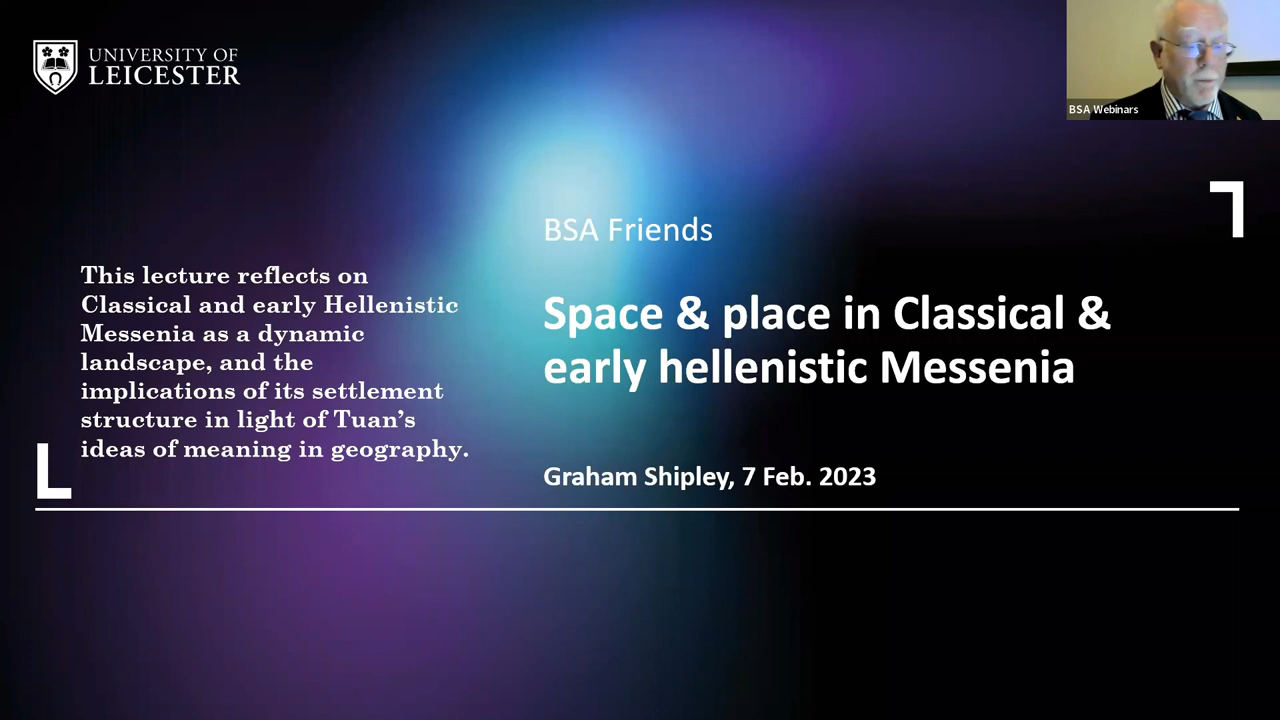 UNIVERSITY OF
LEICESTER
BSA Webinars
BSA Friends
This lecture reflects on
Classical and early Hellenistic
Messenia as a dynamic
landscape, and the
implications of its settlement
structure in light of Tuan’s
ideas of meaning in geography.
Space & place in Classical &
early hellenistic Messenia
Graham Shipley, 7 Feb. 2023